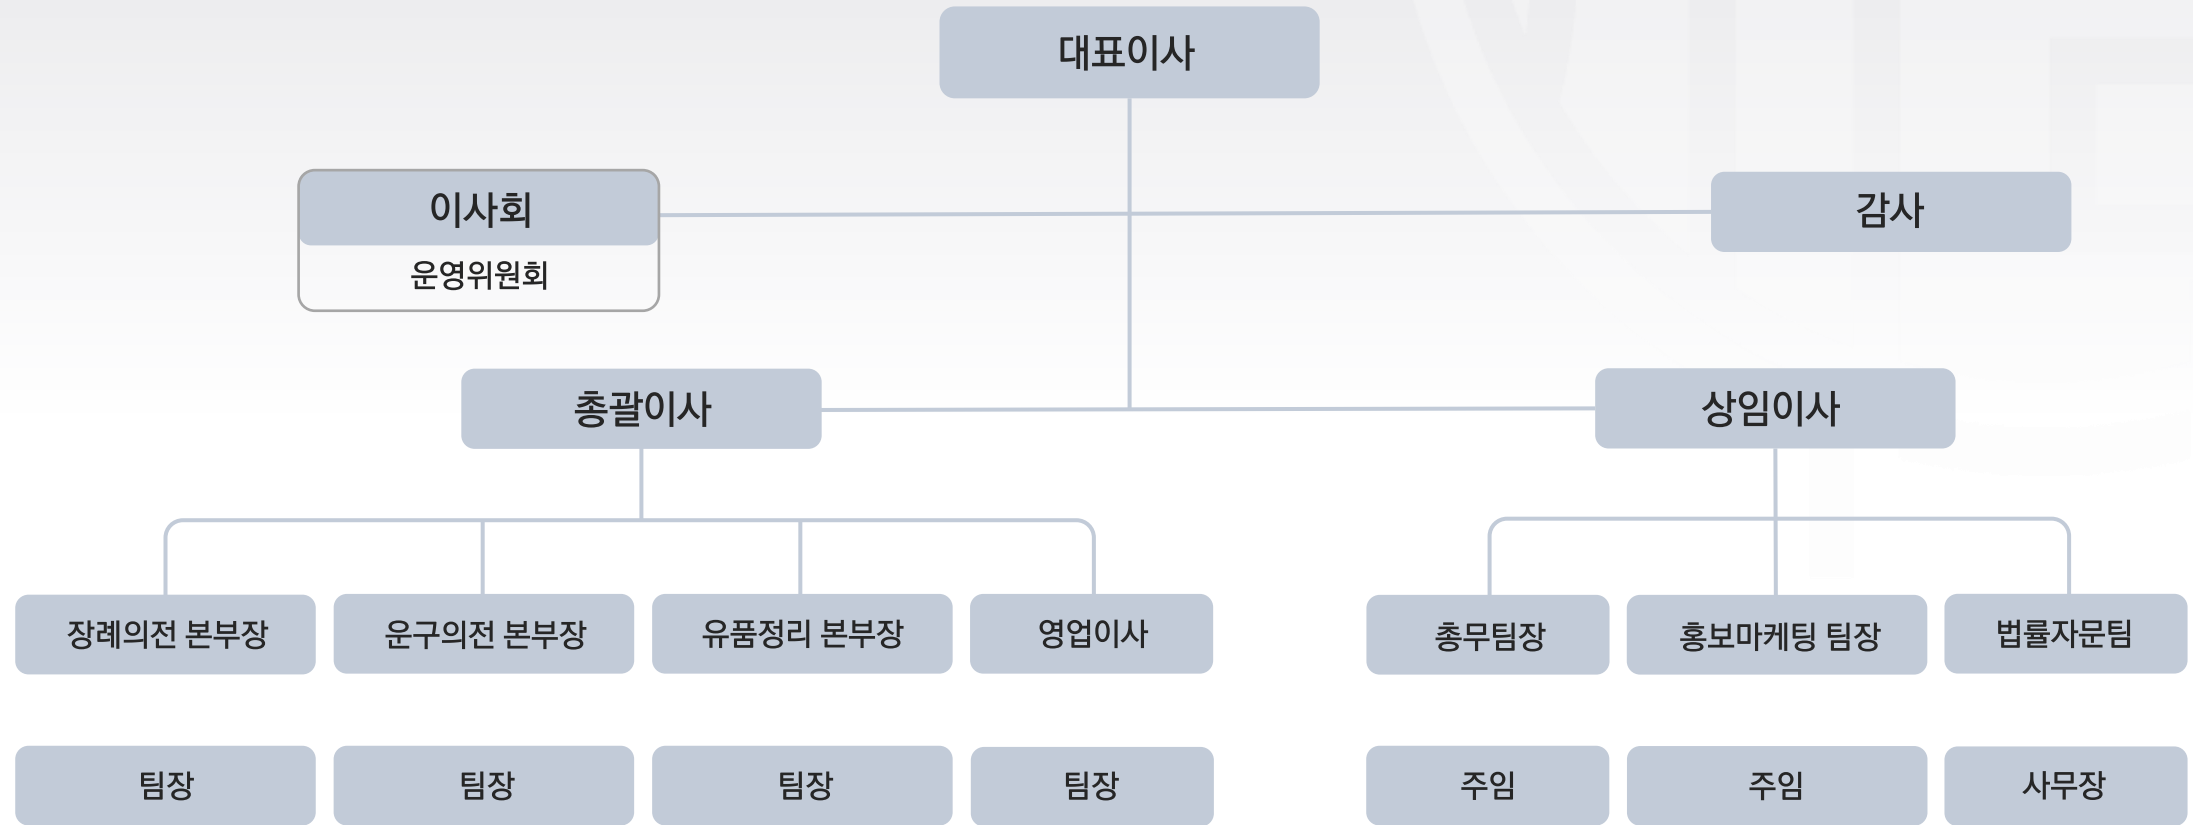 대표이사
이사회
감사
운영위원회
총괄이사
상임이사
장례의전 본부장
운구의전 본부장
유품정리 본부장
영업이사
총무팀장
홍보마케팅 팀장
법률자문팀
팀장
팀장
팀장
팀장
주임
주임
사무장